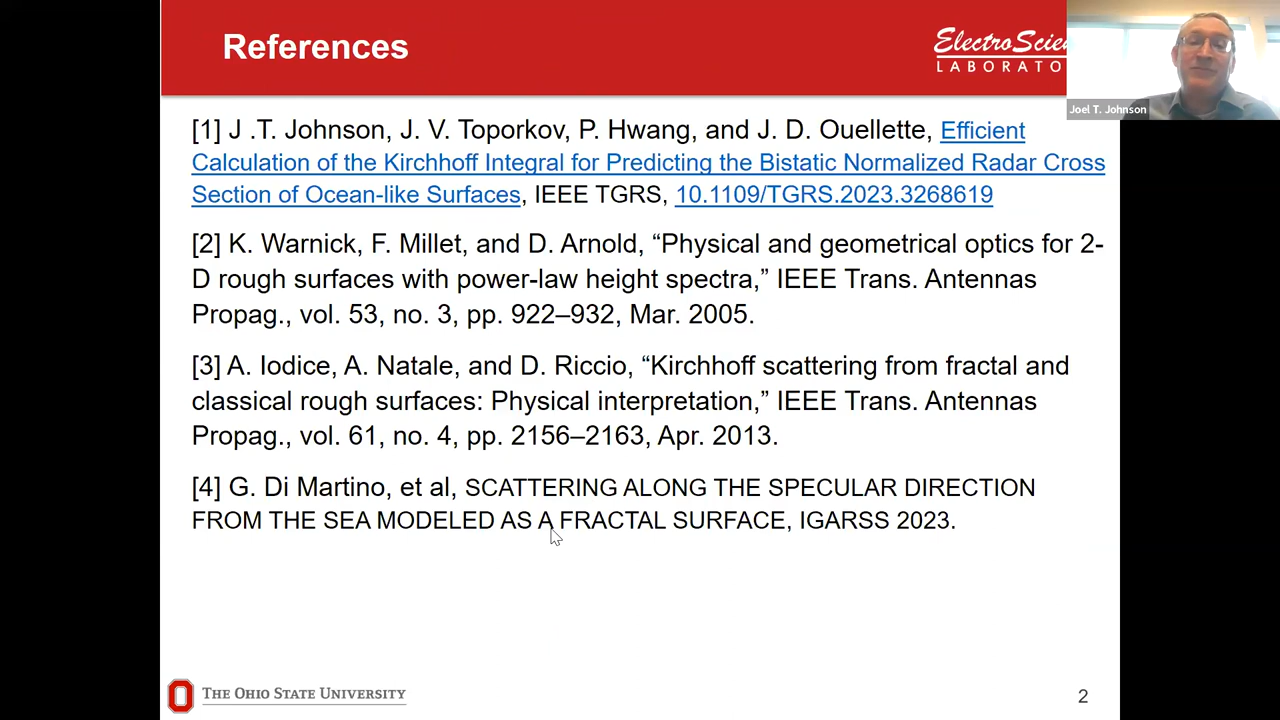 References
ElectroScien
LABORATO
Joel T. Johnson
[1] J .T. Johnson, J. V. Toporkov, P. Hwang, and J. D. Ouellette, Efficient
Calculation of the Kirchhoff Integral for Predicting the Bistatic Normalized Radar Cross
Section of Ocean-like Surfaces, IEEE TGRS, 10.1109/TGRS.2023.3268619
[2] K. Warnick, F. Millet, and D. Arnold, “Physical and geometrical optics for 2-
D rough surfaces with power-law height spectra,” IEEE Trans. Antennas
Propag., vol. 53, no. 3, pp. 922–932, Mar. 2005.
[3] A. Iodice, A. Natale, and D. Riccio, “Kirchhoff scattering from fractal and
classical rough surfaces: Physical interpretation,” IEEE Trans. Antennas
Propag., vol. 61, no. 4, pp. 2156–2163, Apr. 2013.
[4] G. Di Martino, et al, SCATTERING ALONG THE SPECULAR DIRECTION
FROM THE SEA MODELED AS A FRACTAL SURFACE, IGARSS 2023.
THE OHIO STATE UNIVERSITY
2